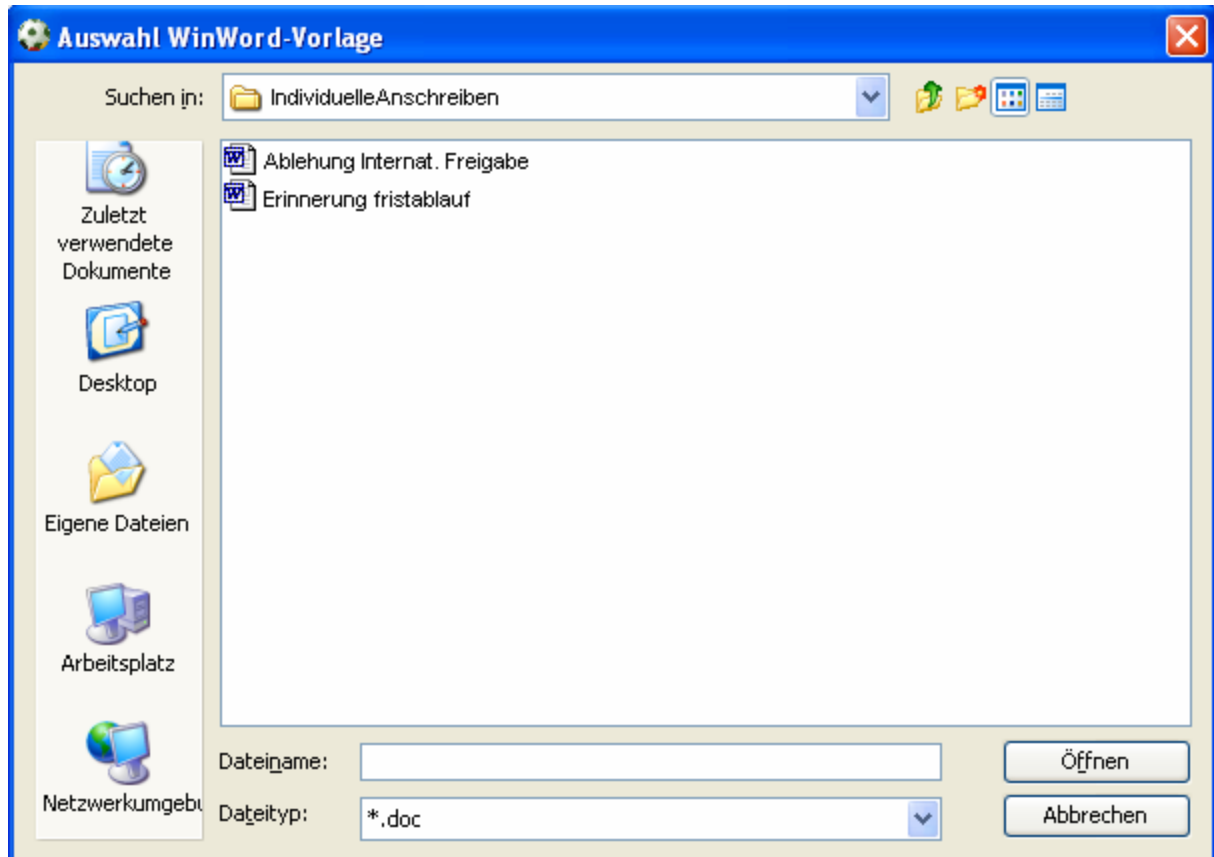 Auswahl WinWord-Vorlage
Suchen in:
IndividuelleAnschreiben
Ablehung Internat. Freigabe
Erinnerung fristablauf
Zuletzt
verwendete
Dokumente
Desktop
Eigene Dateien
Arbeitsplatz
Netzwerkumgebu
Dateiname:
Öffnen
Dateityp:
*.doc
Abbrechen